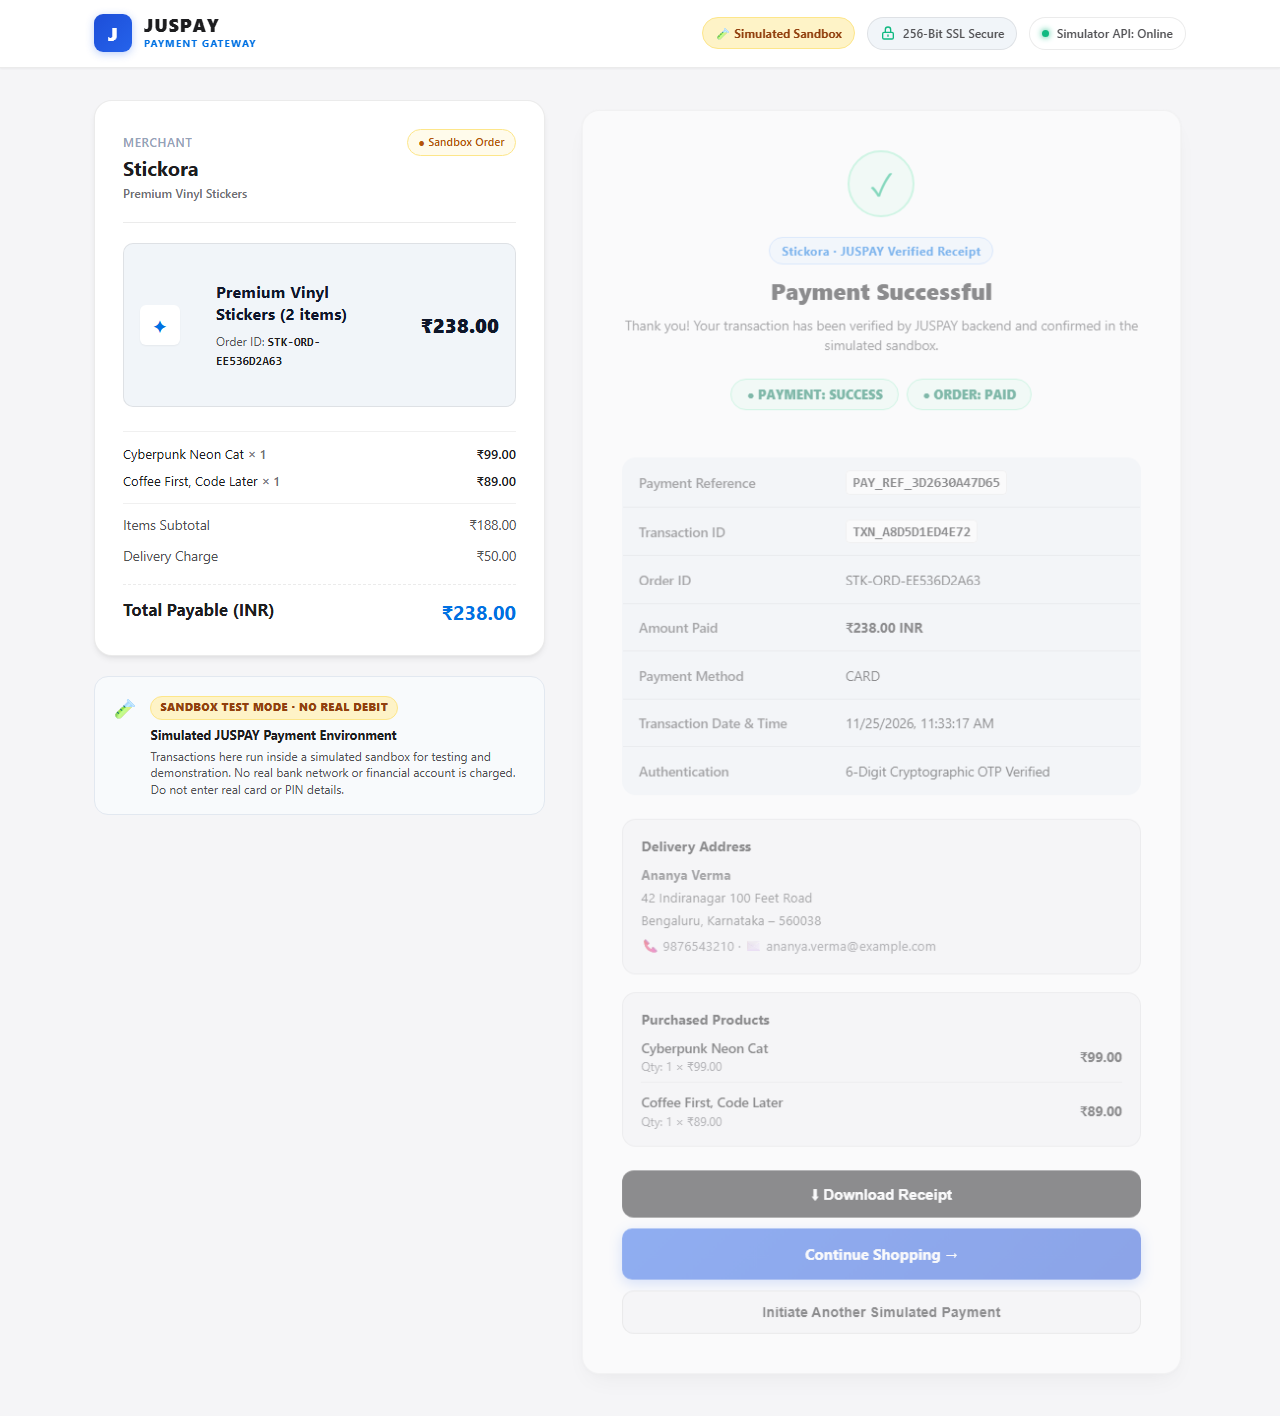 J
JUSPAY
PAYMENT GATEWAY
Simulated Sandbox
256-Bit SSL Secure
Simulator API: Online
MERCHANT
● Sandbox Order
Stickora
Premium Vinyl Stickers
Premium Vinyl
Stickers (2 items)
Order ID: STK-ORD-
EE536D2A63
₹238.00
Cyberpunk Neon Cat × 1 ₹99.00
Coffee First, Code Later × 1 ₹89.00
Items Subtotal ₹188.00
Delivery Charge ₹50.00
Total Payable (INR) ₹238.00
SANDBOX TEST MODE · NO REAL DEBIT
Simulated JUSPAY Payment Environment
Transactions here run inside a simulated sandbox for testing and
demonstration. No real bank network or financial account is charged.
Do not enter real card or PIN details.
Stickora · JUSPAY Verified Receipt
Payment Successful
Thank you! Your transaction has been verified by JUSPAY backend and confirmed in the
simulated sandbox.
● PAYMENT: SUCCESS
● ORDER: PAID
Payment Reference PAY_REF_3D2630A47D65
Transaction ID TXN_A8D5D1ED4E72
Order ID STK-ORD-EE536D2A63
Amount Paid ₹238.00 INR
Payment Method CARD
Transaction Date & Time 11/25/2026, 11:33:17 AM
Authentication 6-Digit Cryptographic OTP Verified
Delivery Address
Ananya Verma
42 Indiranagar 100 Feet Road
Bengaluru, Karnataka – 560038
📞 9876543210 · ✉ ananya.verma@example.com
Purchased Products
Cyberpunk Neon Cat
Qty: 1 × ₹99.00
₹99.00
Coffee First, Code Later
Qty: 1 × ₹89.00
₹89.00
⬇ Download Receipt
Continue Shopping →
Initiate Another Simulated Payment